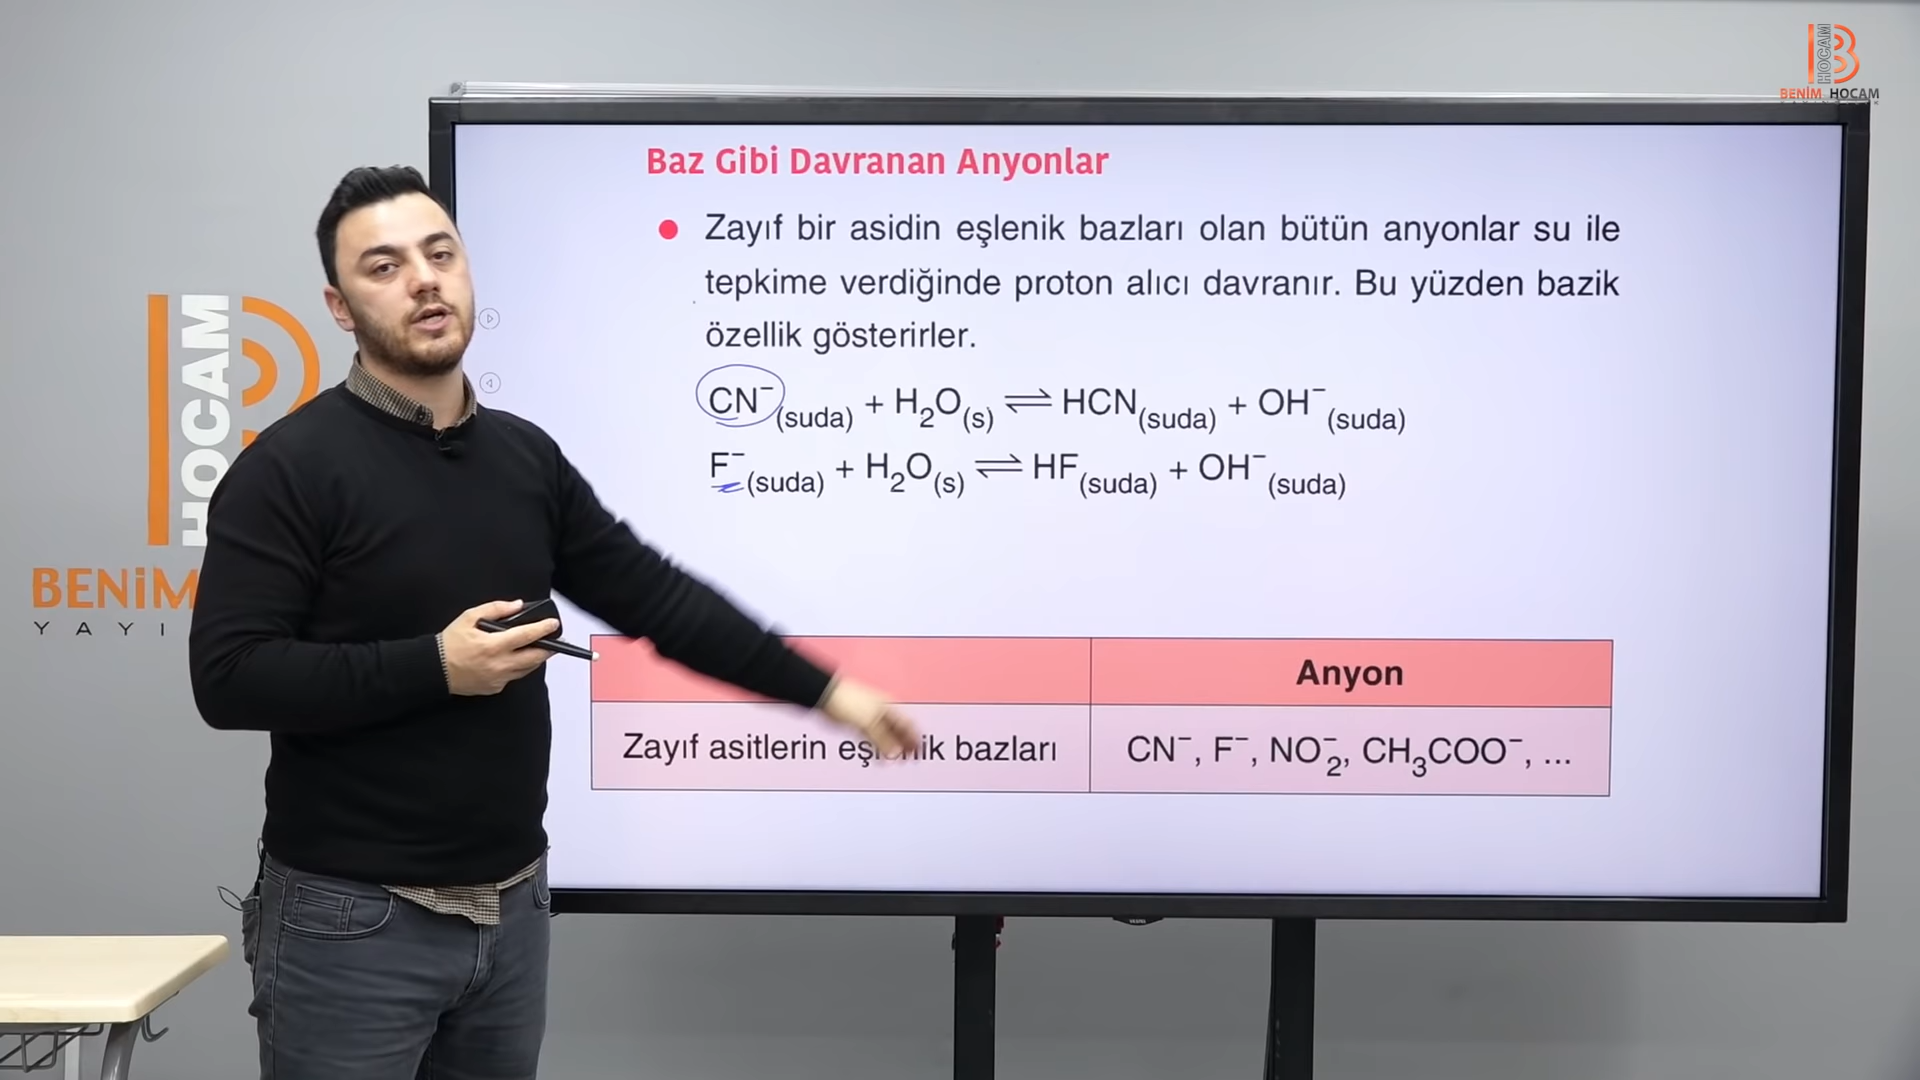 HOCAM
BENİM HOCAM
Baz Gibi Davranan Anyonlar
Zayıf bir asidin eşlenik bazları olan bütün anyonlar su ile
tepkime verdiğinde proton alıcı davranır. Bu yüzden bazik
özellik gösterirler.
CN⁻(suda) + H₂O(s) ⇌ HCN(suda) + OH⁻(suda)
F⁻(suda) + H₂O(s) ⇌ HF(suda) + OH⁻(suda)
Anyon
Zayıf asitlerin eşlenik bazları
CN⁻, F⁻, NO₂⁻, CH₃COO⁻, ...
HOCAM
BENİM
YAYI